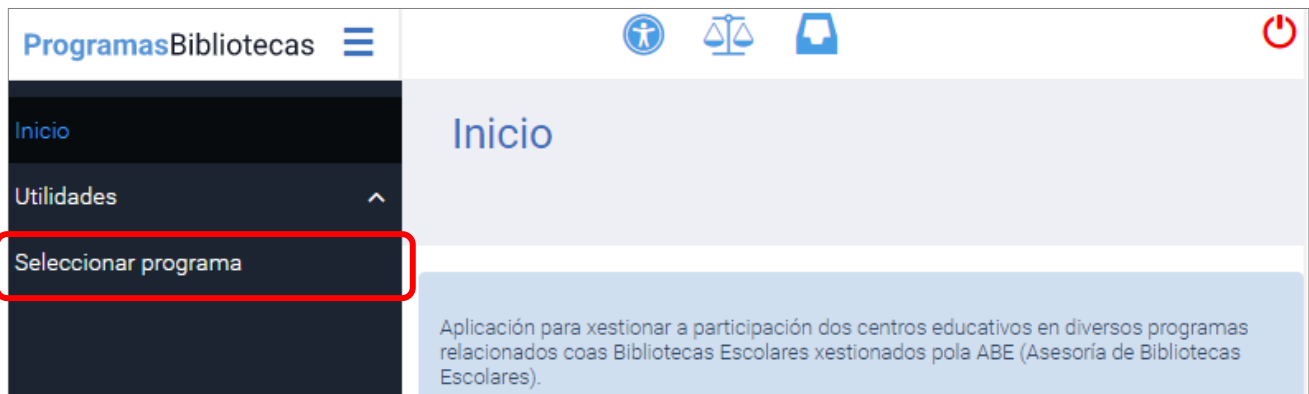 ProgramasBibliotecas
Inicio
Utilidades
Seleccionar programa
Inicio
Aplicación para xestionar a participación dos centros educativos en diversos programas
relacionados coas Bibliotecas Escolares xestionados pola ABE (Asesoría de Bibliotecas
Escolares).